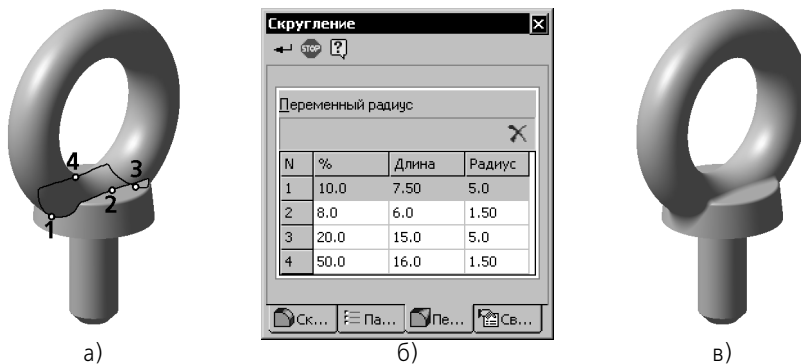 Скругление
STOP ?
Переменный радиус
N % Длина Радиус
1 10.0 7.50 5.0
2 8.0 6.0 1.50
3 20.0 15.0 5.0
4 50.0 16.0 1.50
Ск... Па... Пе... Св...
4
3
2
1
а) б) в)